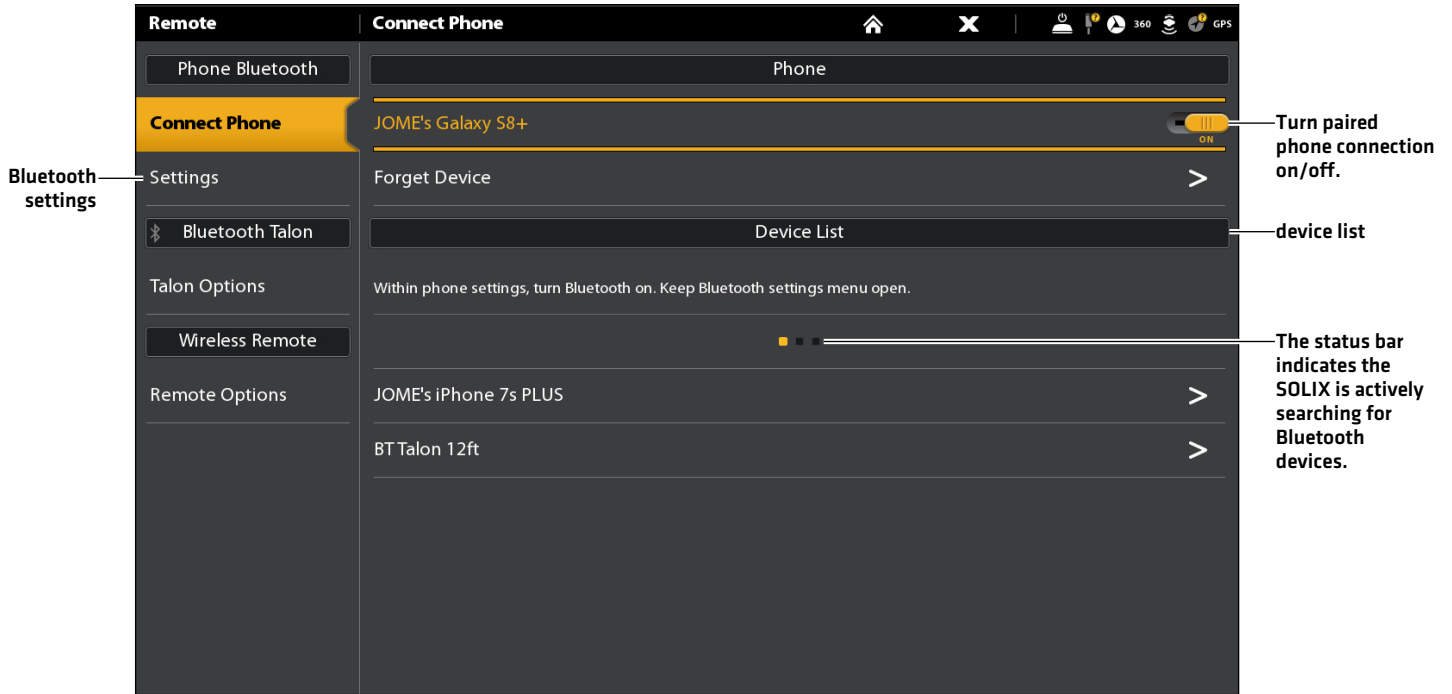 Remote
Connect Phone
360
GPS
Phone Bluetooth
Phone
Connect Phone
JOME's Galaxy S8+
ON
Turn paired
phone connection
on/off.
Bluetooth
settings
Settings
Forget Device
>
Bluetooth Talon
Device List
device list
Talon Options
Within phone settings, turn Bluetooth on. Keep Bluetooth settings menu open.
Wireless Remote
The status bar
indicates the
SOLIX is actively
searching for
Bluetooth
devices.
Remote Options
JOME's iPhone 7s PLUS
>
BT Talon 12ft
>